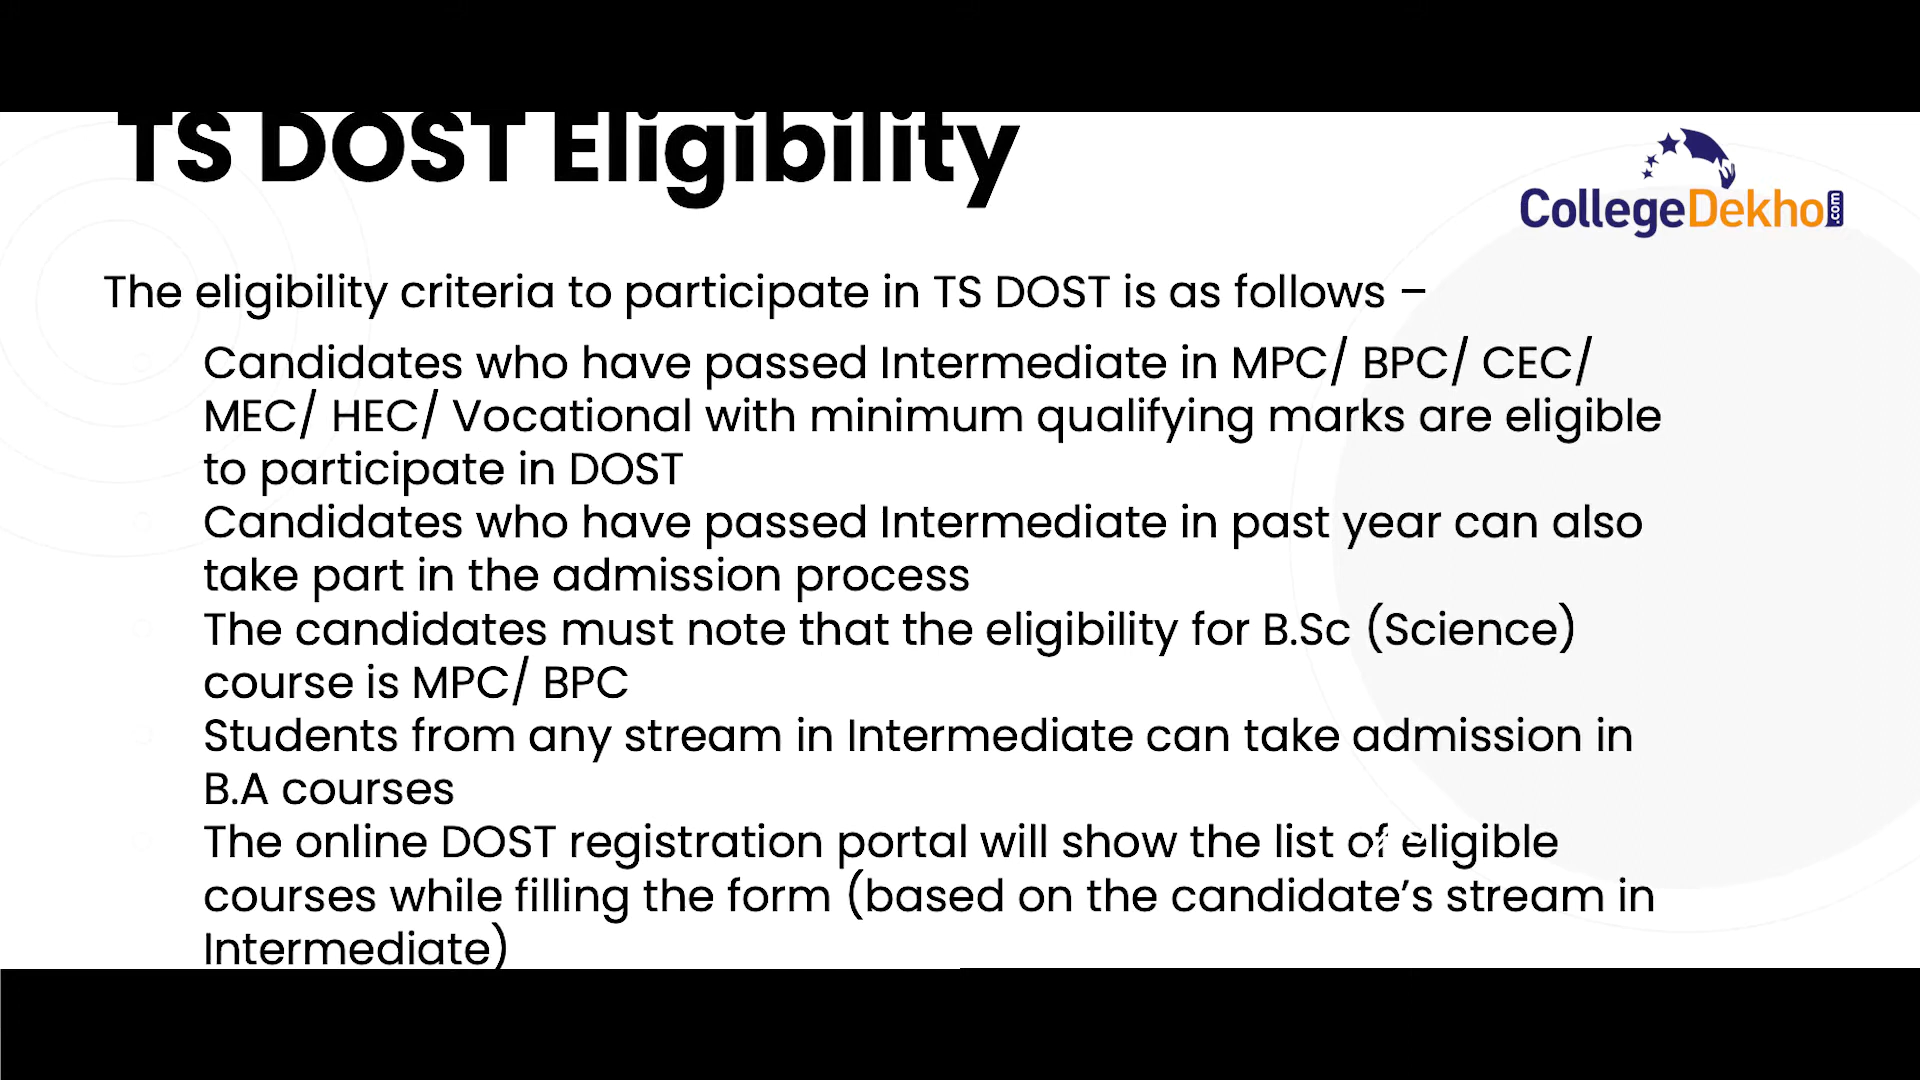 TS DOST Eligibility
CollegeDekho.com
The eligibility criteria to participate in TS DOST is as follows –
Candidates who have passed Intermediate in MPC/ BPC/ CEC/
MEC/ HEC/ Vocational with minimum qualifying marks are eligible
to participate in DOST
Candidates who have passed Intermediate in past year can also
take part in the admission process
The candidates must note that the eligibility for B.Sc (Science)
course is MPC/ BPC
Students from any stream in Intermediate can take admission in
B.A courses
The online DOST registration portal will show the list of eligible
courses while filling the form (based on the candidate’s stream in
Intermediate)